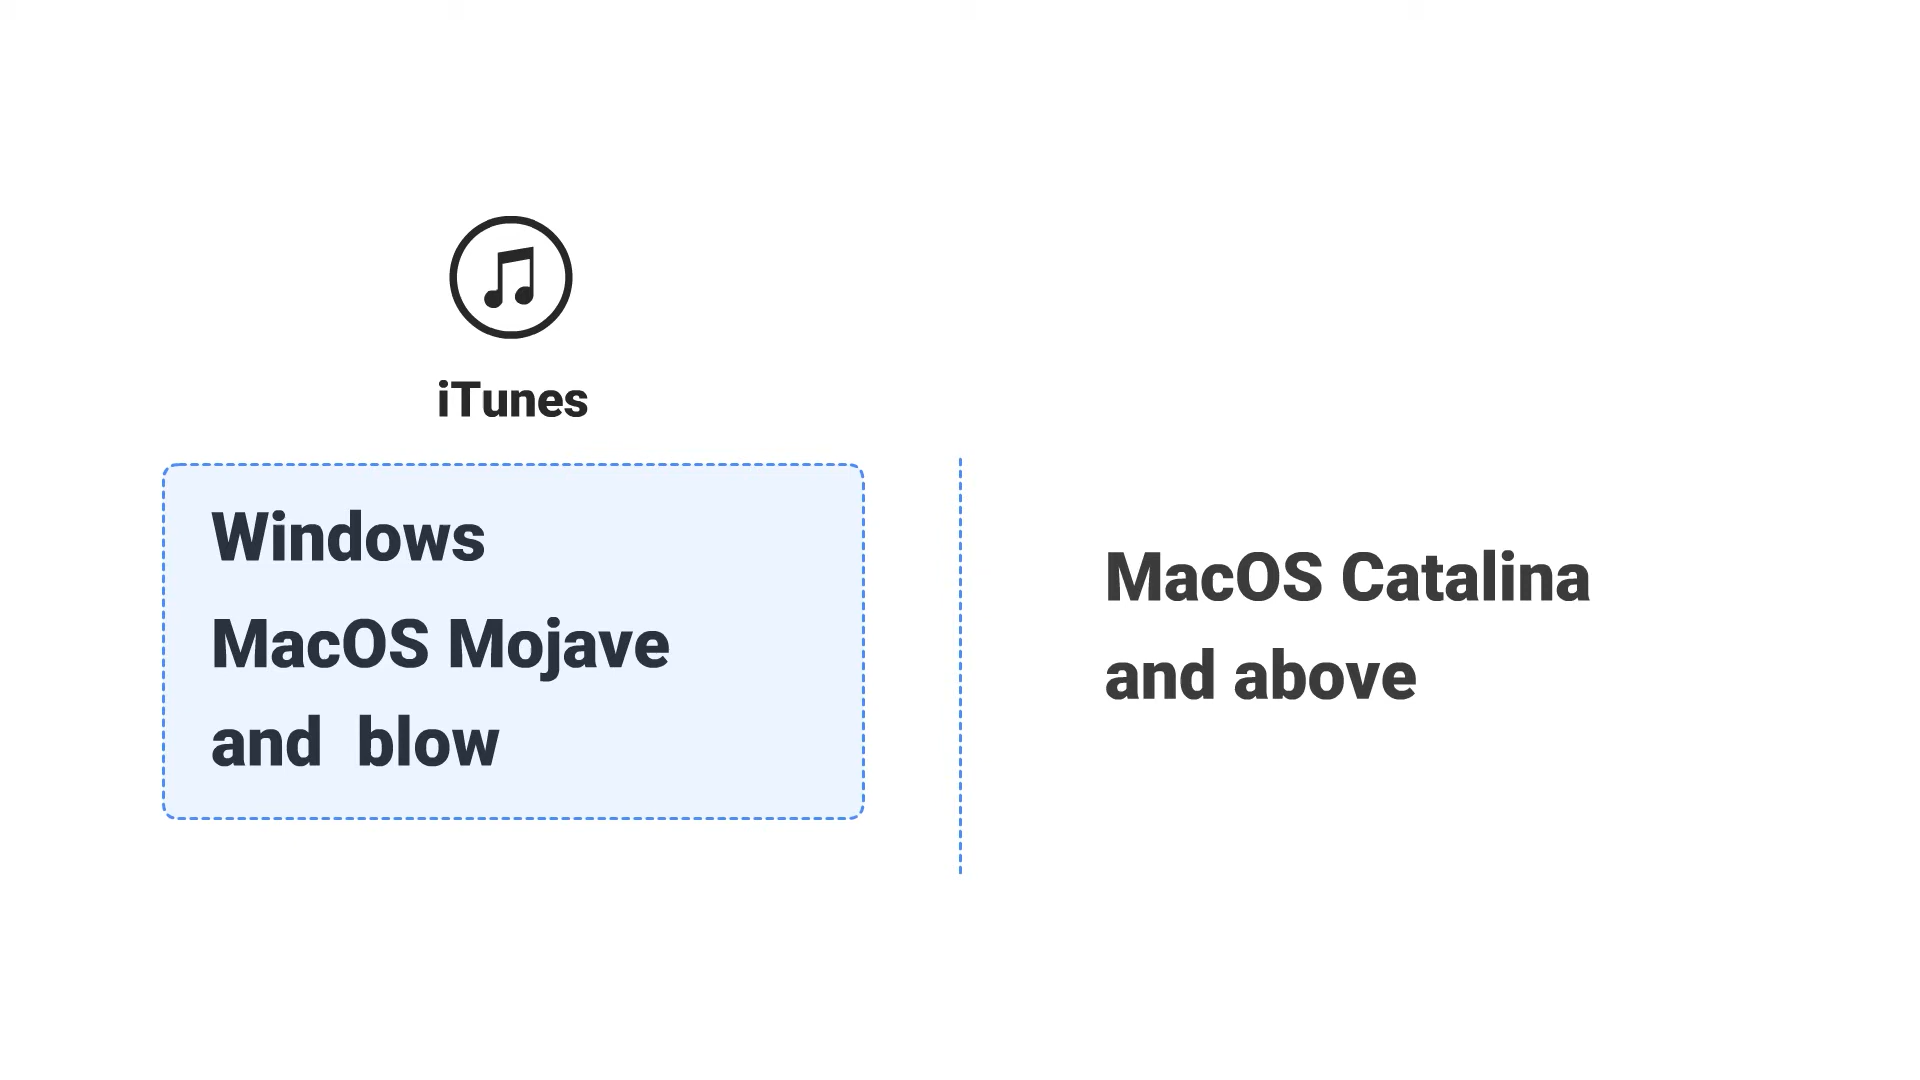 iTunes
Windows
MacOS Mojave
and  blow
MacOS Catalina
and above